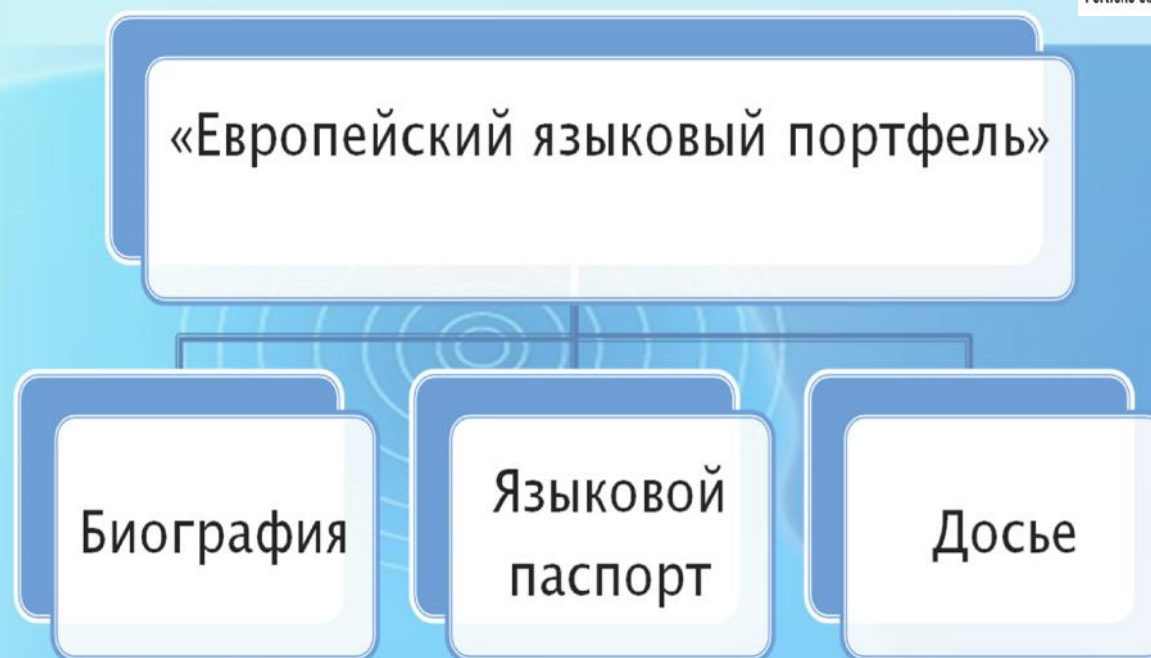 «Европейский языковый портфель»
Биография
Языковой
паспорт
Досье